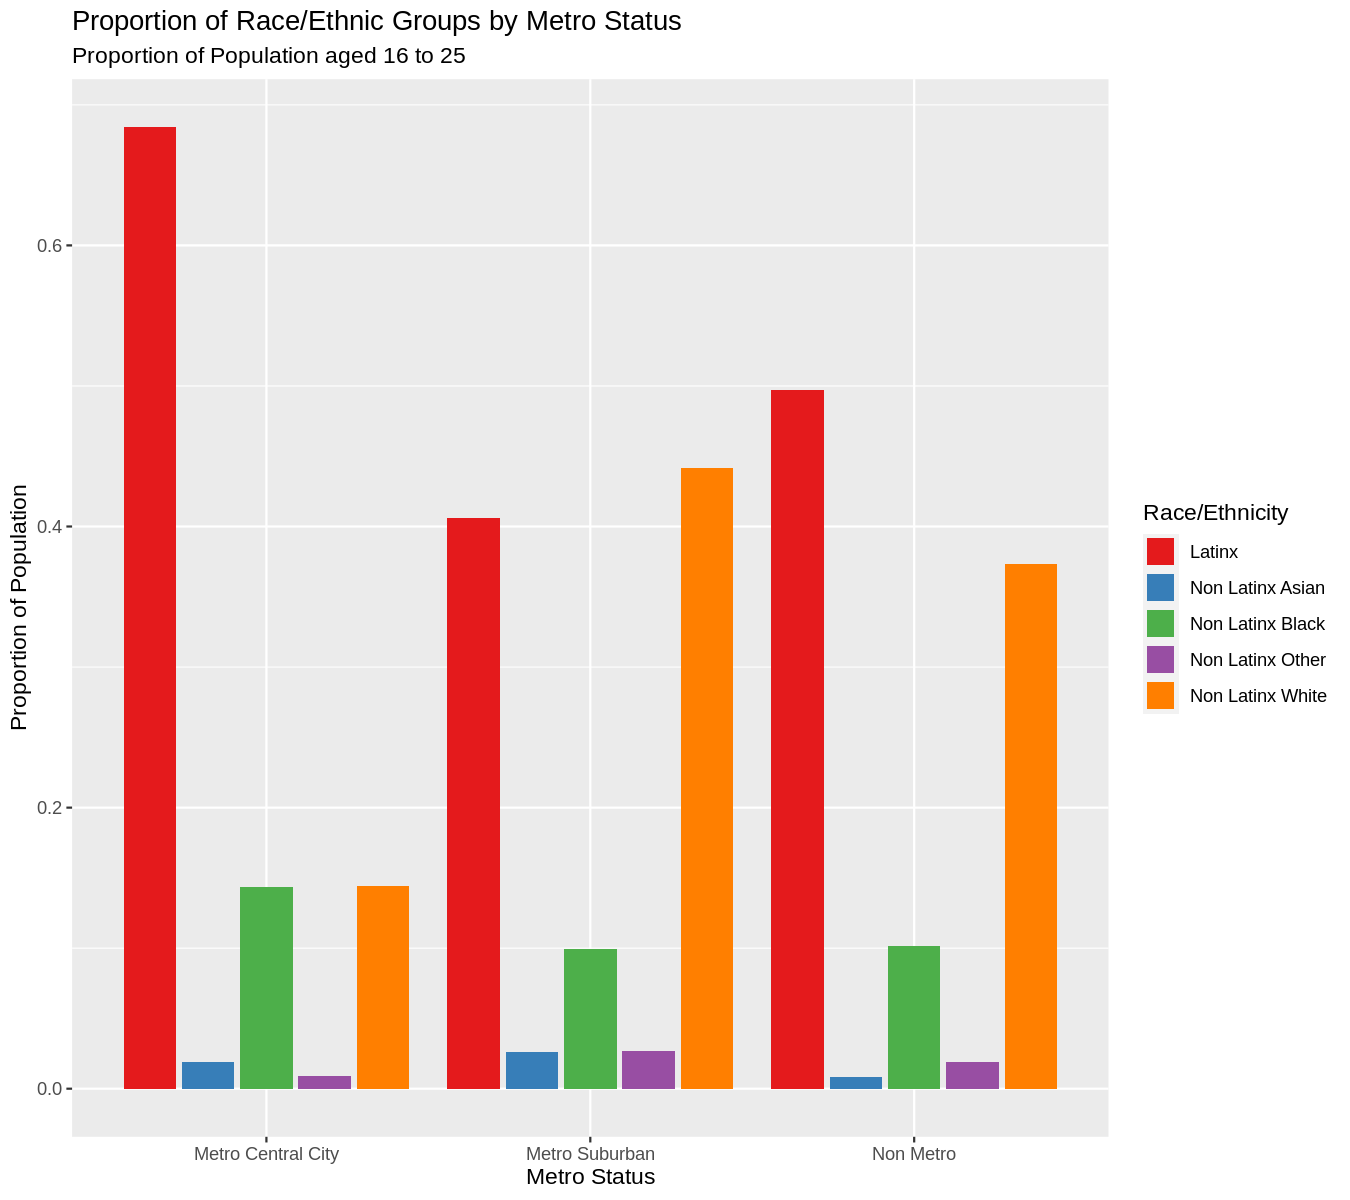 Proportion of Race/Ethnic Groups by Metro Status
Proportion of Population aged 16 to 25
Proportion of Population
0.6
0.4
0.2
0.0
Metro Central City
Metro Suburban
Non Metro
Metro Status
Race/Ethnicity
Latinx
Non Latinx Asian
Non Latinx Black
Non Latinx Other
Non Latinx White